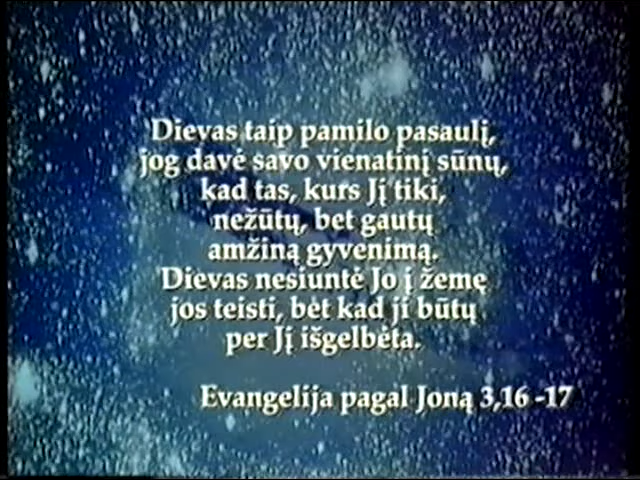 Dievas taip pamilo pasaulį,
jog davė savo vienatinį sūnų,
kad tas, kurs Jį tiki,
nežūtų, bet gautų
amžiną gyvenimą.
Dievas nesiuntė Jo į žemę
jos teisti, bet kad ji būtų
per Jį išgelbėta.
Evangelija pagal Joną 3,16 -17